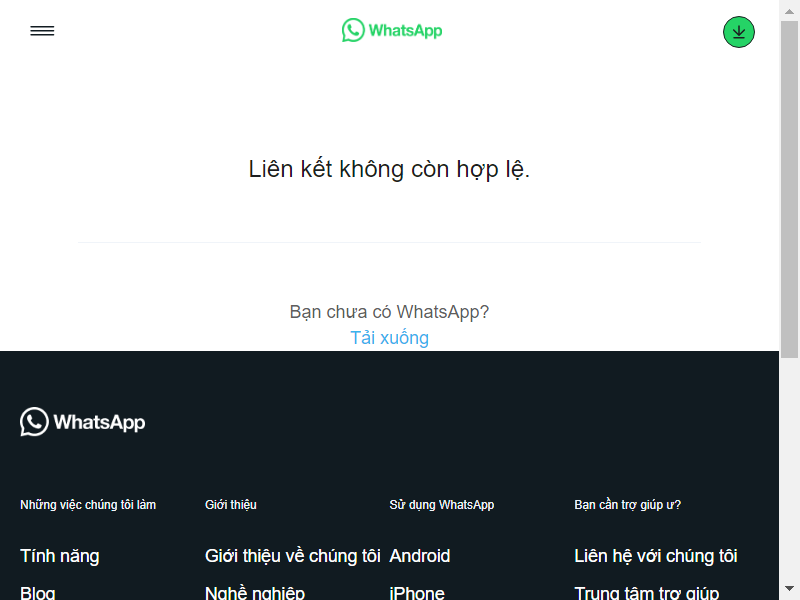 WhatsApp
Liên kết không còn hợp lệ.
Bạn chưa có WhatsApp?
Tải xuống
WhatsApp
Những việc chúng tôi làm
Giới thiệu
Sử dụng WhatsApp
Bạn cần trợ giúp ư?
Tính năng
Giới thiệu về chúng tôi
Android
Liên hệ với chúng tôi
Blog
Nghề nghiệp
iPhone
Trung tâm trợ giúp